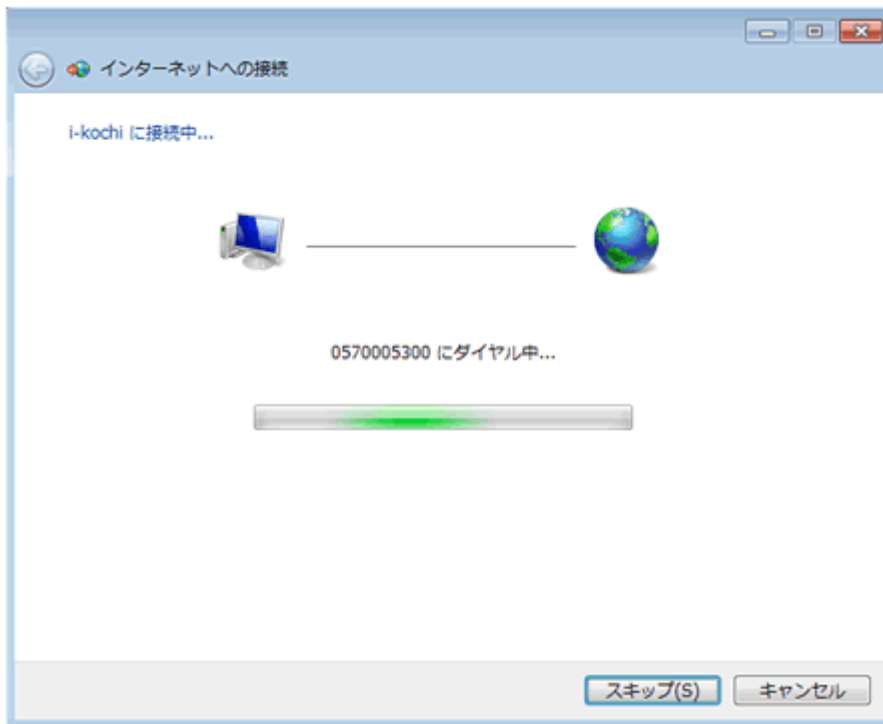 インターネットへの接続
i-kochi に接続中...
0570005300 にダイヤル中...
スキップ(S) キャンセル